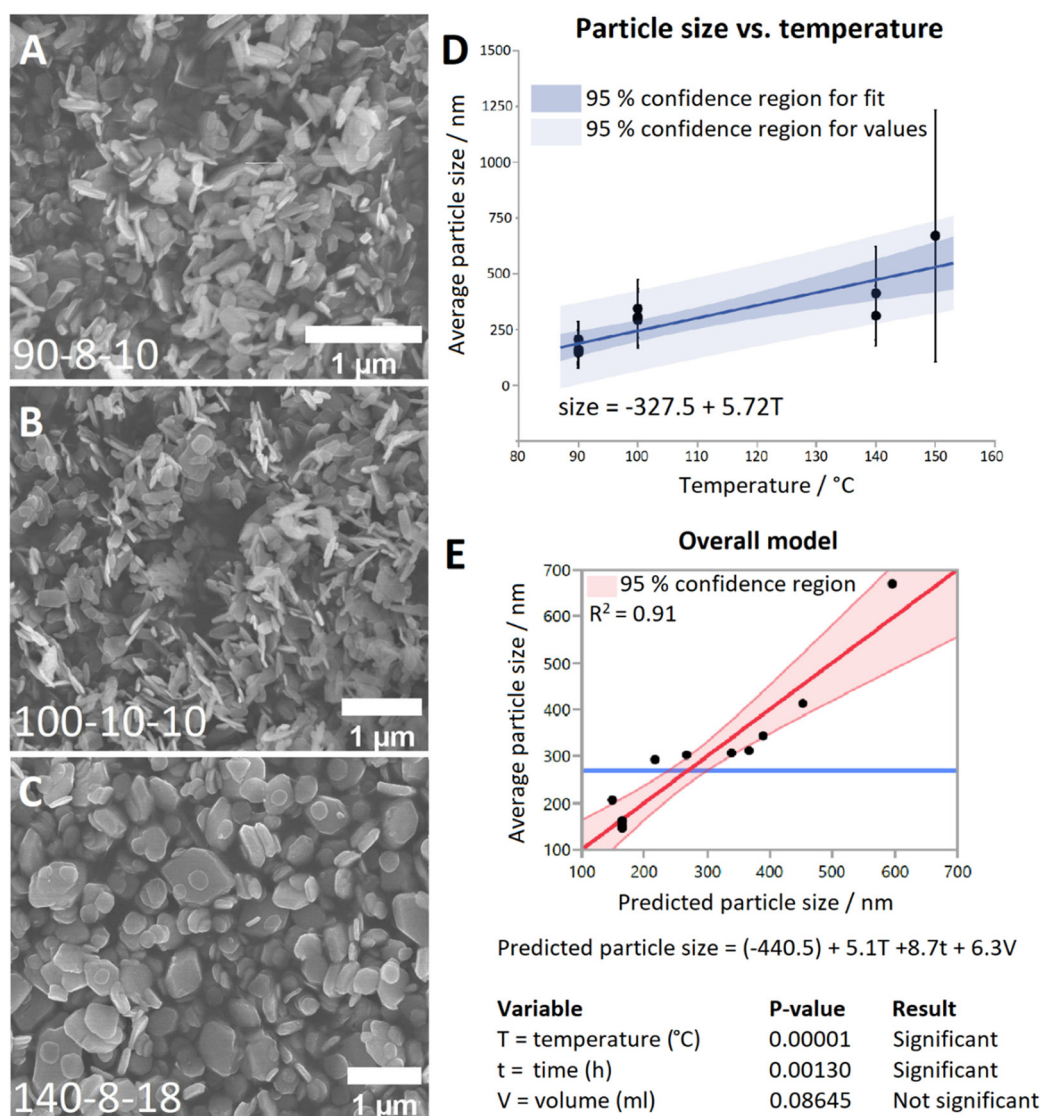 A
90-8-10
1 μm
B
100-10-10
1 μm
C
140-8-18
1 μm
D
Particle size vs. temperature
95 % confidence region for fit
95 % confidence region for values
Average particle size / nm
1500
1250
1000
750
500
250
0
size = -327.5 + 5.72T
80 90 100 110 120 130 140 150 160
Temperature / °C
E
Overall model
95 % confidence region
R² = 0.91
Average particle size / nm
700
600
500
400
300
200
100
100 200 300 400 500 600 700
Predicted particle size / nm
Predicted particle size = (-440.5) + 5.1T +8.7t + 6.3V
Variable P-value Result
T = temperature (°C) 0.00001 Significant
t = time (h) 0.00130 Significant
V = volume (ml) 0.08645 Not significant